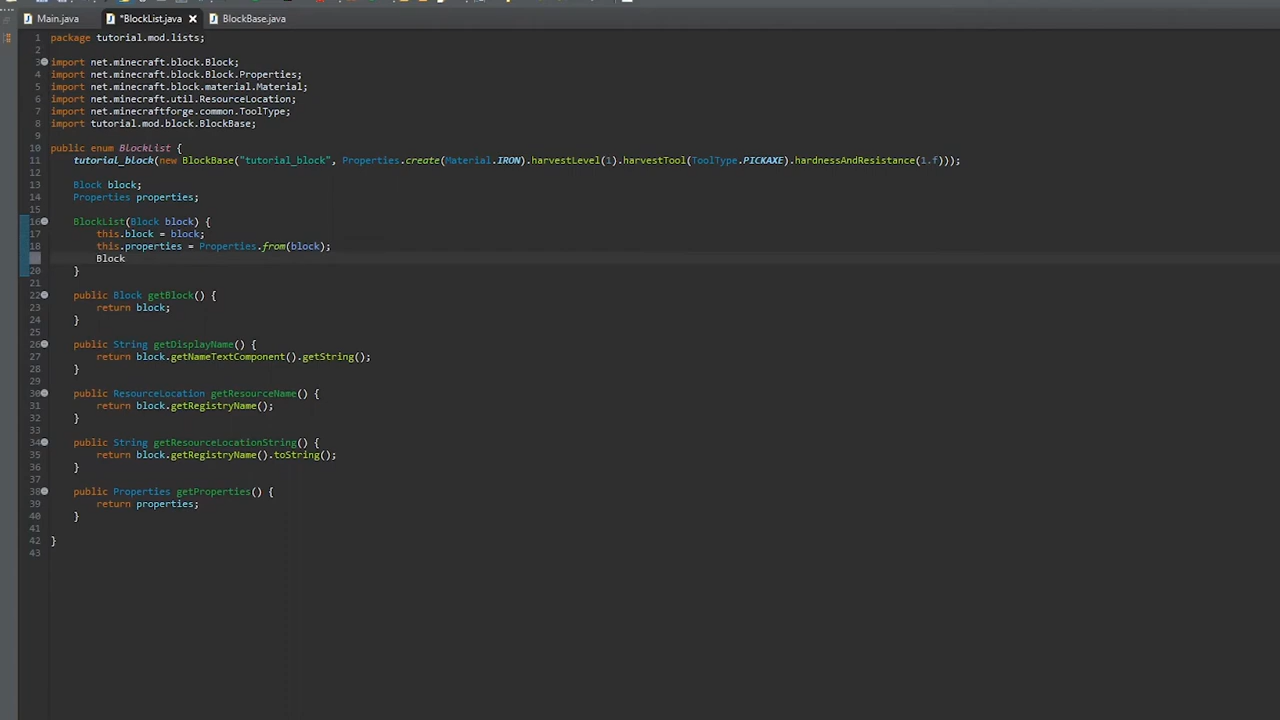 Main.java *BlockList.java BlockBase.java
1 package tutorial.mod.lists;
2
3 import net.minecraft.block.Block;
4 import net.minecraft.block.Block.Properties;
5 import net.minecraft.block.material.Material;
6 import net.minecraft.util.ResourceLocation;
7 import net.minecraftforge.common.ToolType;
8 import tutorial.mod.block.BlockBase;
9
10 public enum BlockList {
11 tutorial_block(new BlockBase("tutorial_block", Properties.create(Material.IRON).harvestLevel(1).harvestTool(ToolType.PICKAXE).hardnessAndResistance(1.f)));
12
13 Block block;
14 Properties properties;
15
16 BlockList(Block block) {
17 this.block = block;
18 this.properties = Properties.from(block);
Block
20 }
21
22 public Block getBlock() {
23 return block;
24 }
25
26 public String getDisplayName() {
27 return block.getNameTextComponent().getString();
28 }
29
30 public ResourceLocation getResourceName() {
31 return block.getRegistryName();
32 }
33
34 public String getResourceLocationString() {
35 return block.getRegistryName().toString();
36 }
37
38 public Properties getProperties() {
39 return properties;
40 }
41
42 }
43